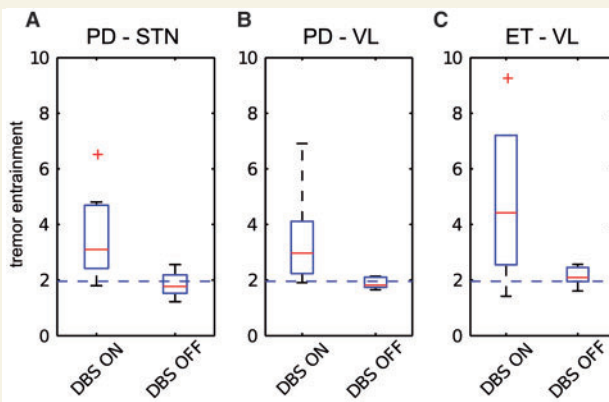 A PD - STN
B PD - VL
C ET - VL
tremor entrainment
10
8
6
4
2
0
DBS ON
DBS OFF
10
8
6
4
2
0
DBS ON
DBS OFF
10
8
6
4
2
0
DBS ON
DBS OFF